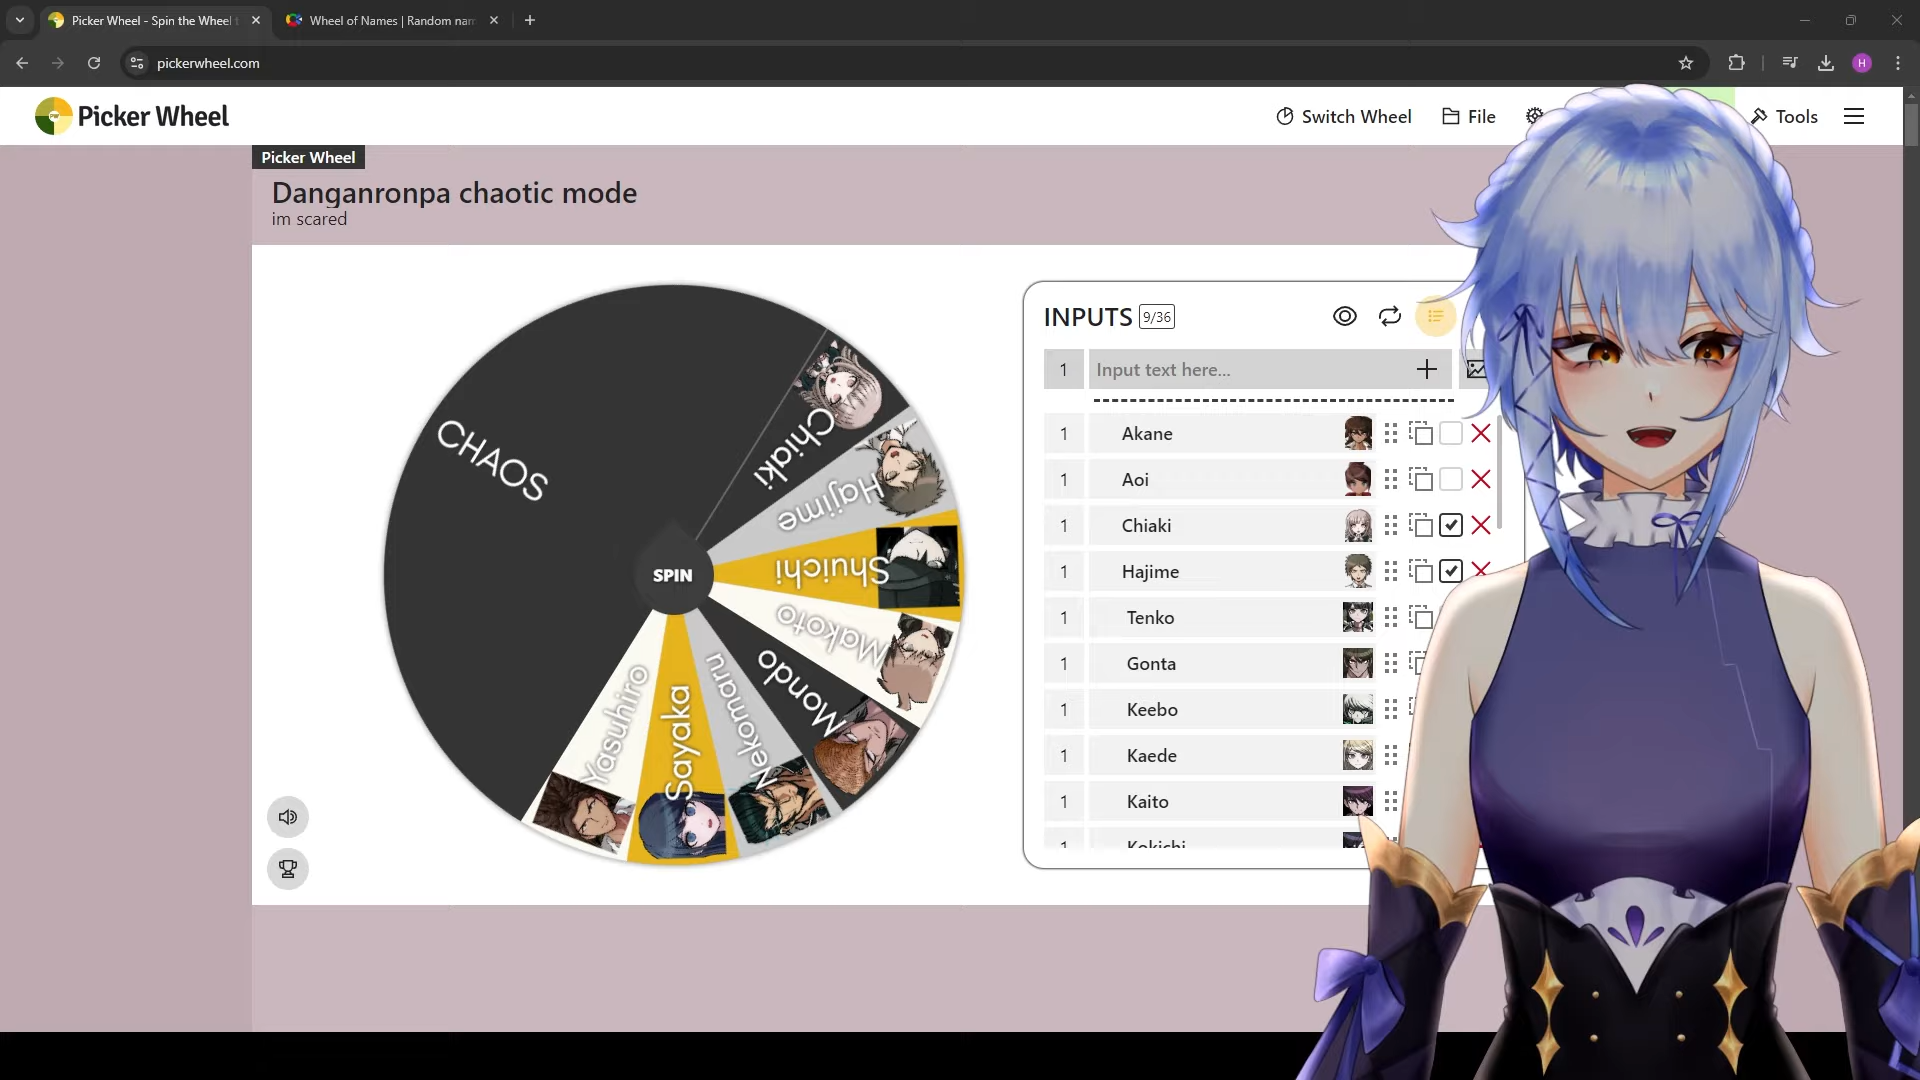 Picker Wheel - Spin the Wheel
Wheel of Names | Random nam
pickerwheel.com
H
Picker Wheel
Switch Wheel
File
Tools
Picker Wheel
Danganronpa chaotic mode
im scared
CHAOS
Chiaki
Hajime
Shuichi
Makoto
Mondo
Nekomaru
Sayaka
Yasuhiro
SPIN
INPUTS 9/36
1 Input text here...
1 Akane
1 Aoi
1 Chiaki
1 Hajime
1 Tenko
1 Gonta
1 Keebo
1 Kaede
1 Kaito
1 Kokichi